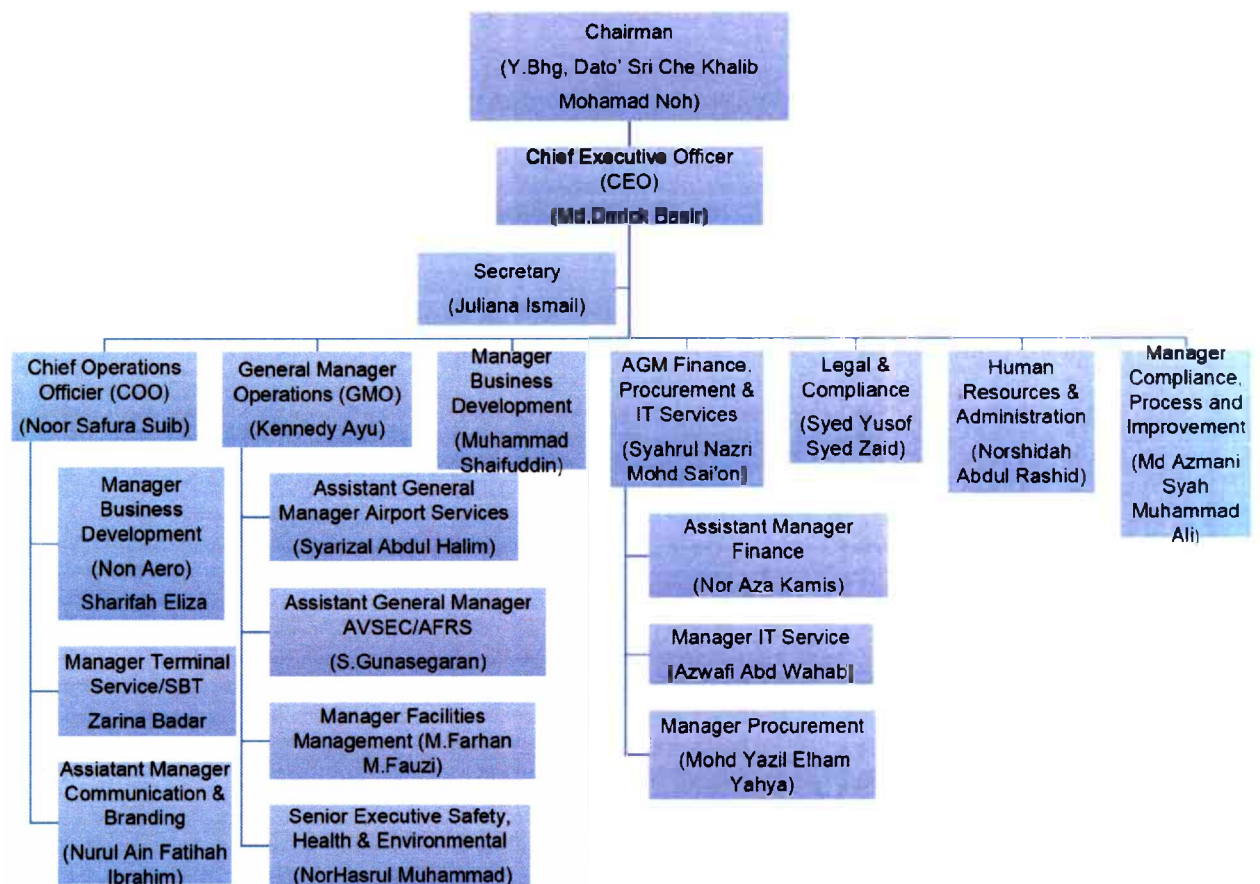 Chairman
(Y.Bhg, Dato' Sri Che Khalib
Mohamad Noh)
Chief Executive Officer
(CEO)
(Md.Derick Basir)
Secretary
(Juliana Ismail)
Chief Operations
Officier (COO)
(Noor Safura Suib)
General Manager
Operations (GMO)
(Kennedy Ayu)
Manager
Business
Development
(Muhammad
Shaifuddin)
AGM Finance.
Procurement &
IT Services
(Syahrul Nazri
Mohd Sai'on)
Legal &
Compliance
(Syed Yusof
Syed Zaid)
Human
Resources &
Administration
(Norshidah
Abdul Rashid)
Manager
Compliance,
Process and
Improvement
(Md Azmani
Syah
Muhammad
Ali)
Manager
Business
Development
(Non Aero)
Sharifah Eliza
Manager Terminal
Service/SBT
Zarina Badar
Assiatant Manager
Communication &
Branding
(Nurul Ain Fatihah
Ibrahim)
Assistant General
Manager Airport Services
(Syarizal Abdul Halim)
Assistant General Manager
AVSEC/AFRS
(S.Gunasegaran)
Manager Facilities
Management (M.Farhan
M.Fauzi)
Senior Executive Safety,
Health & Environmental
(NorHasrul Muhammad)
Assistant Manager
Finance
(Nor Aza Kamis)
Manager IT Service
(Azwafi Abd Wahab)
Manager Procurement
(Mohd Yazil Elham
Yahya)